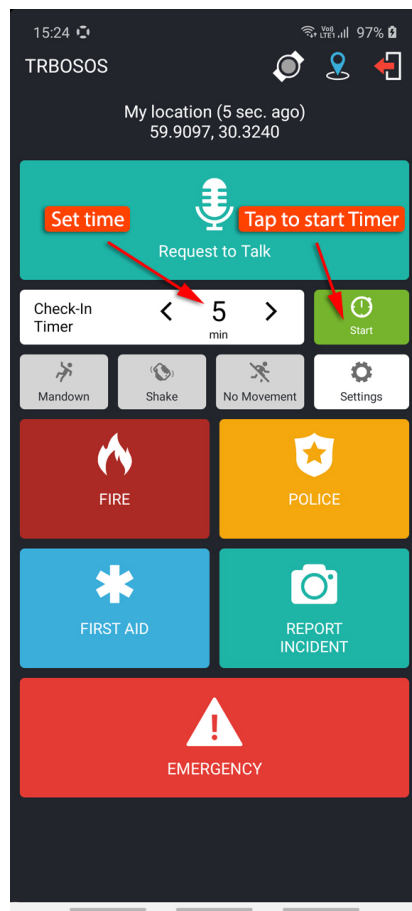 15:24
Vo))
LTE1
97%
TRBOSOS
My location (5 sec. ago)
59.9097, 30.3240
Set time
Tap to start Timer
Request to Talk
Check-In
Timer
5
min
Start
Mandown
Shake
No Movement
Settings
FIRE
POLICE
FIRST AID
REPORT
INCIDENT
EMERGENCY